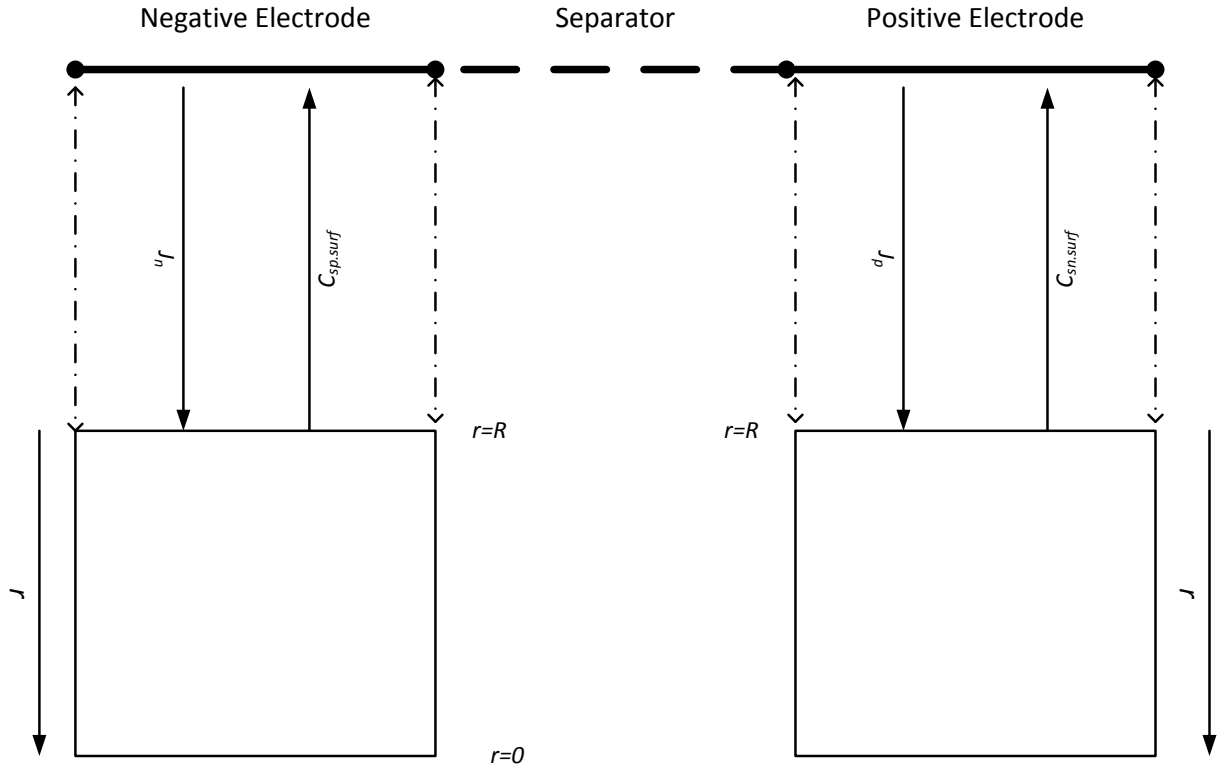 Negative Electrode
Separator
Positive Electrode
Jn
Csp.surf
Jp
Csn.surf
r=R
r=R
r
r
r=0